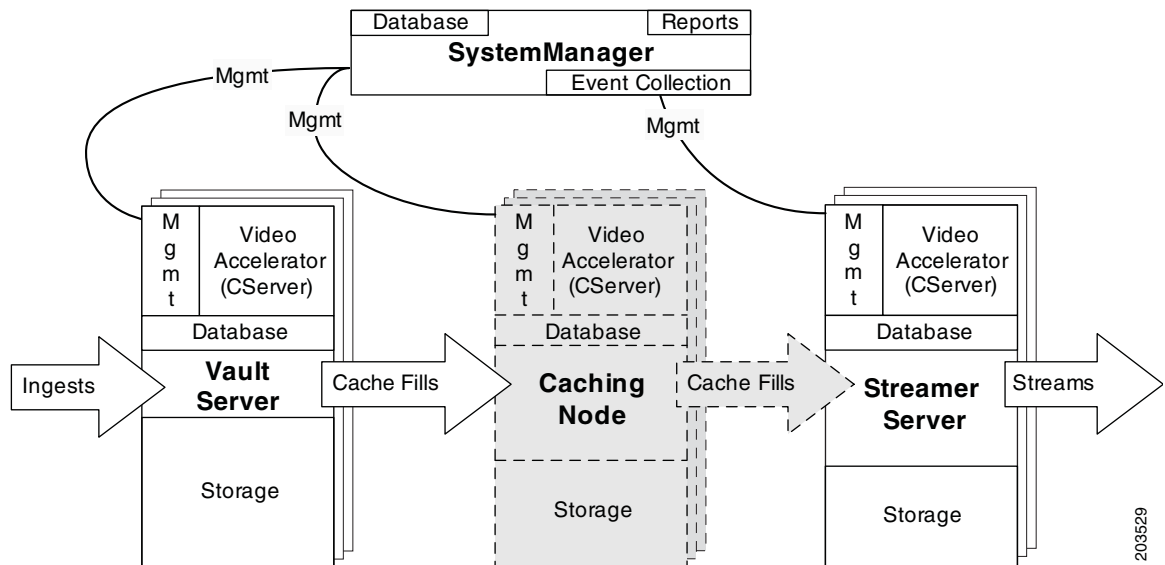 Database
Reports
SystemManager
Event Collection
Mgmt
Mgmt
Mgmt
M
g
m
t
Video
Accelerator
(CServer)
Database
Vault
Server
Storage
Ingests
Cache Fills
M
g
m
t
Video
Accelerator
(CServer)
Database
Caching
Node
Storage
Cache Fills
M
g
m
t
Video
Accelerator
(CServer)
Database
Streamer
Server
Storage
Streams
203529